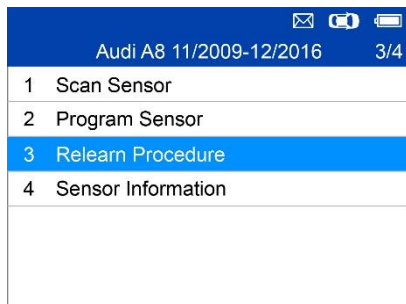 Audi A8 11/2009-12/2016 3/4
1 Scan Sensor
2 Program Sensor
3 Relearn Procedure
4 Sensor Information